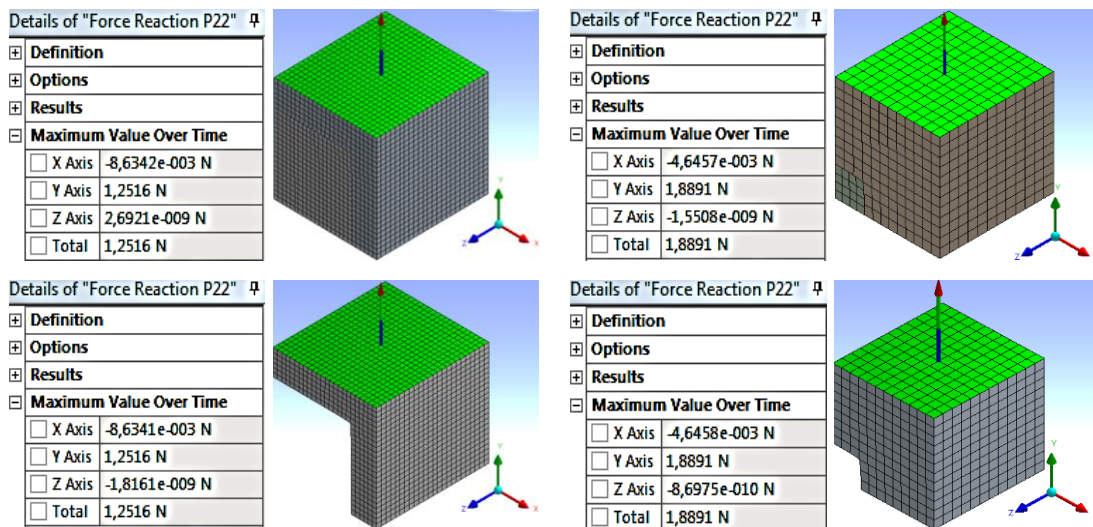 Details of "Force Reaction P22"
Definition
Options
Results
Maximum Value Over Time
X Axis -8,6342e-003 N
Y Axis 1,2516 N
Z Axis 2,6921e-009 N
Total 1,2516 N
Y
Z
X
Details of "Force Reaction P22"
Definition
Options
Results
Maximum Value Over Time
X Axis -4,6457e-003 N
Y Axis 1,8891 N
Z Axis -1,5508e-009 N
Total 1,8891 N
Y
Z
Details of "Force Reaction P22"
Definition
Options
Results
Maximum Value Over Time
X Axis -8,6341e-003 N
Y Axis 1,2516 N
Z Axis -1,8161e-009 N
Total 1,2516 N
Y
Z
X
Details of "Force Reaction P22"
Definition
Options
Results
Maximum Value Over Time
X Axis -4,6458e-003 N
Y Axis 1,8891 N
Z Axis -8,6975e-010 N
Total 1,8891 N
Y
Z